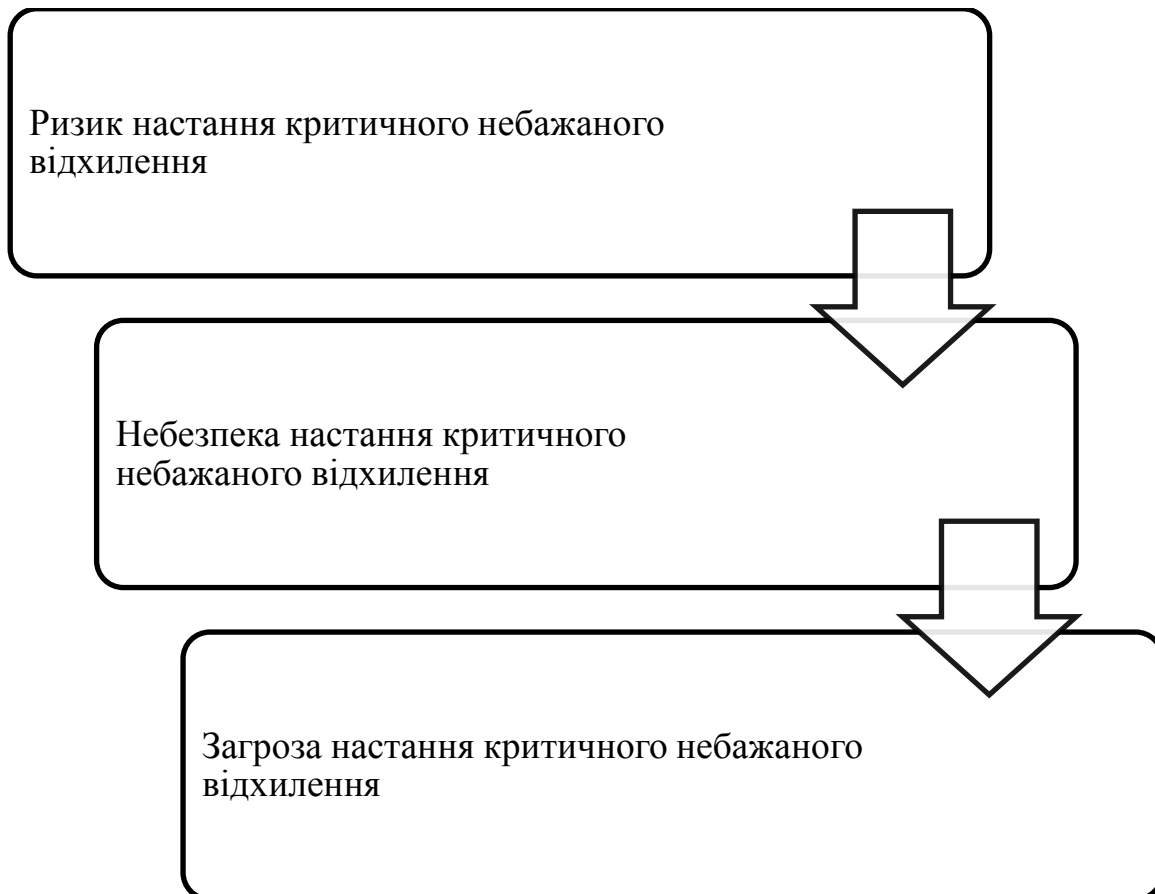 Ризик настання критичного небажаного
відхилення
Небезпека настання критичного
небажаного відхилення
Загроза настання критичного небажаного
відхилення